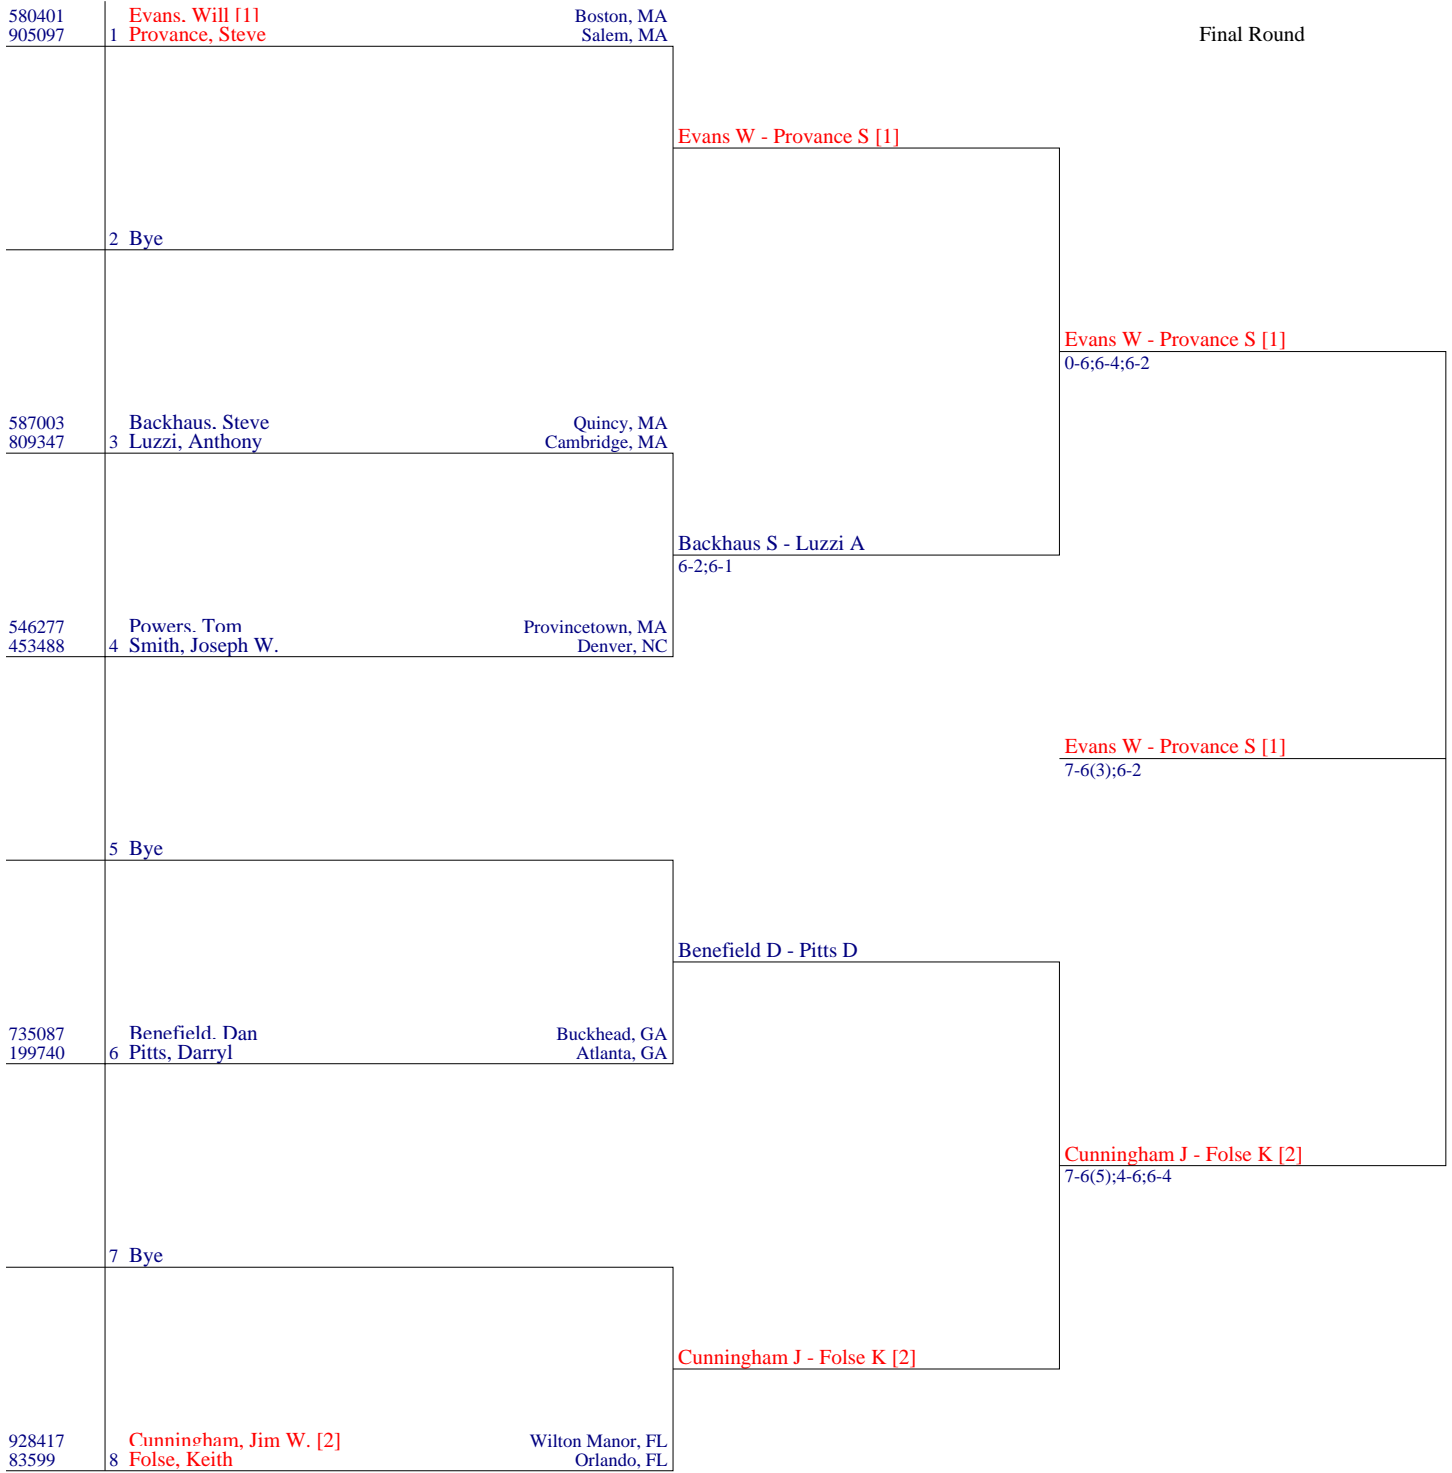 580401 Evans, Will [1] Boston, MA
905097 1 Provance, Steve Salem, MA
Final Round
Evans W - Provance S [1]
2 Bye
Evans W - Provance S [1]
0-6;6-4;6-2
587003 Backhaus, Steve Quincy, MA
809347 3 Luzzi, Anthony Cambridge, MA
Backhaus S - Luzzi A
6-2;6-1
546277 Powers, Tom Provincetown, MA
453488 4 Smith, Joseph W. Denver, NC
Evans W - Provance S [1]
7-6(3);6-2
5 Bye
Benefield D - Pitts D
735087 Benefield, Dan Buckhead, GA
199740 6 Pitts, Darryl Atlanta, GA
Cunningham J - Folse K [2]
7-6(5);4-6;6-4
7 Bye
Cunningham J - Folse K [2]
928417 Cunningham, Jim W. [2] Wilton Manor, FL
83599 8 Folse, Keith Orlando, FL